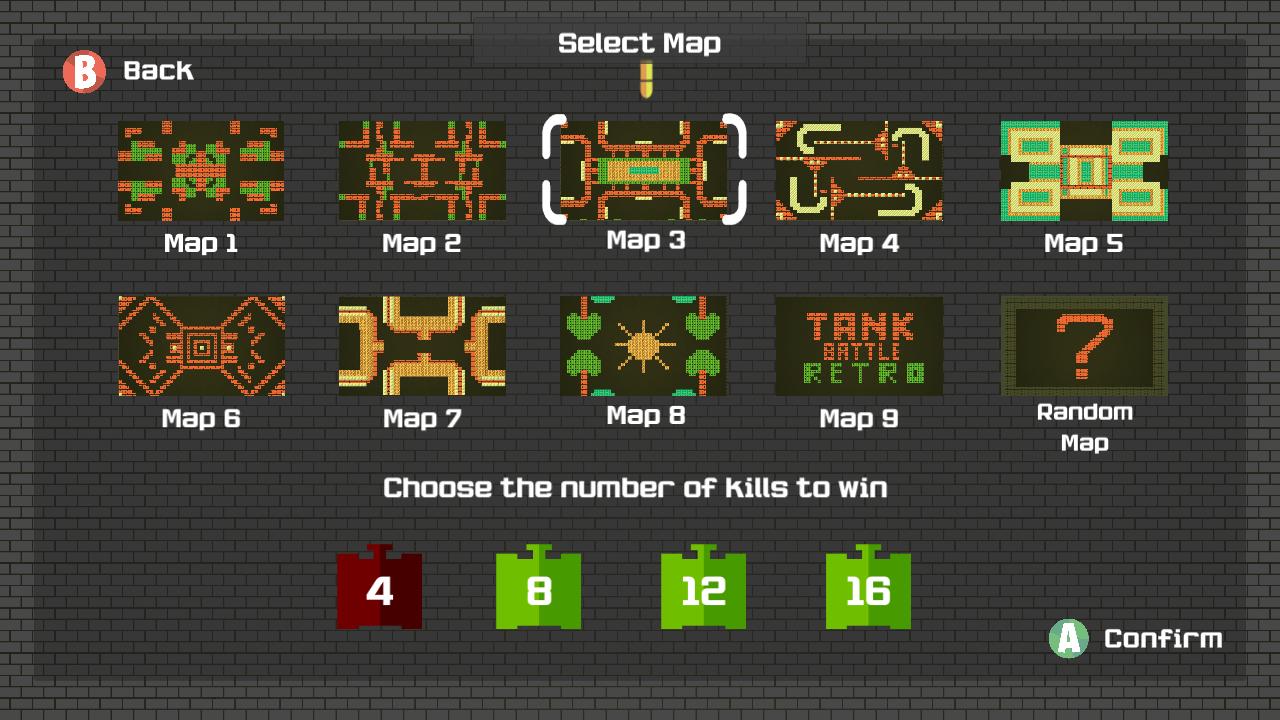 Select Map
B Back
Map 1
Map 2
Map 3
Map 4
Map 5
TANK
BATTLE
RETRO
?
Map 6
Map 7
Map 8
Map 9
Random
Map
Choose the number of kills to win
4
8
12
16
A Confirm